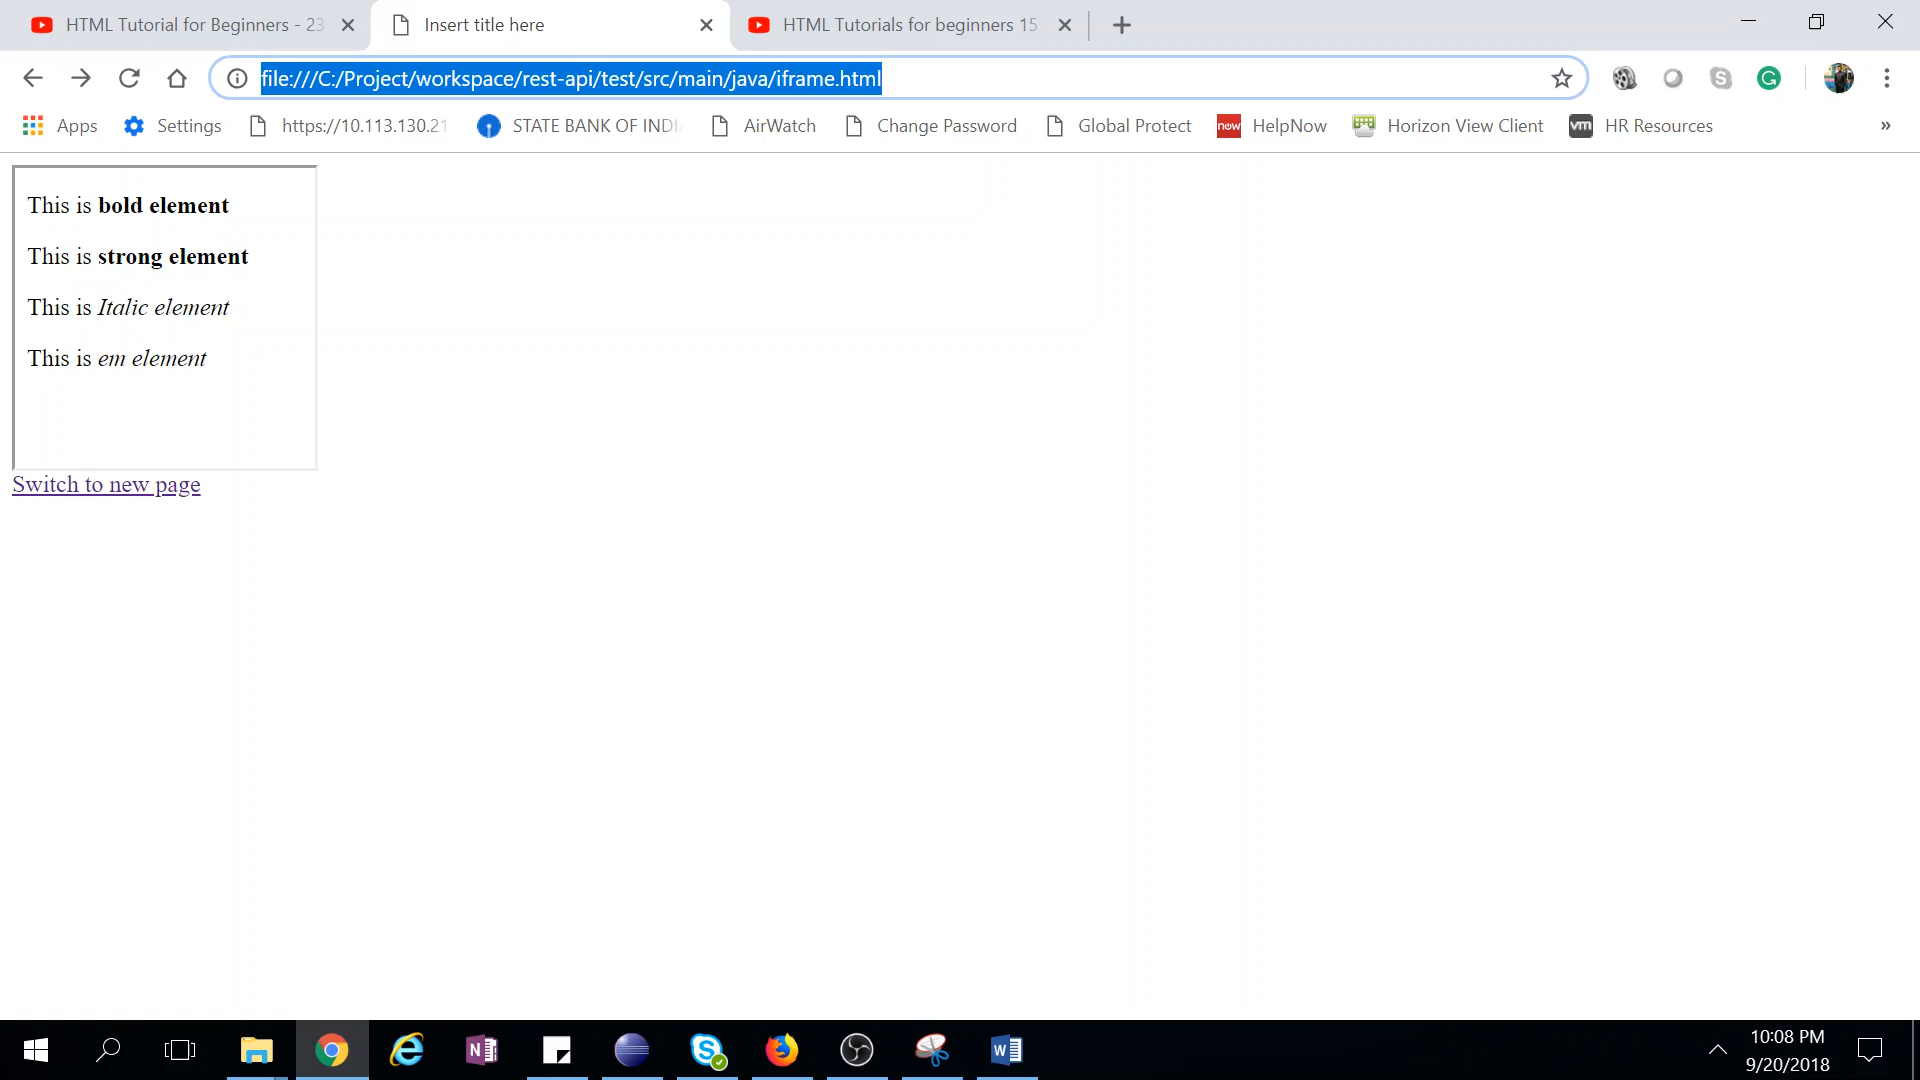 HTML Tutorial for Beginners - 23
Insert title here
HTML Tutorials for beginners 15
file:///C:/Project/workspace/rest-api/test/src/main/java/iframe.html
Apps Settings https://10.113.130.21 STATE BANK OF INDI AirWatch Change Password Global Protect now HelpNow Horizon View Client vm HR Resources »
This is bold element
This is strong element
This is Italic element
This is em element
Switch to new page
10:08 PM
9/20/2018